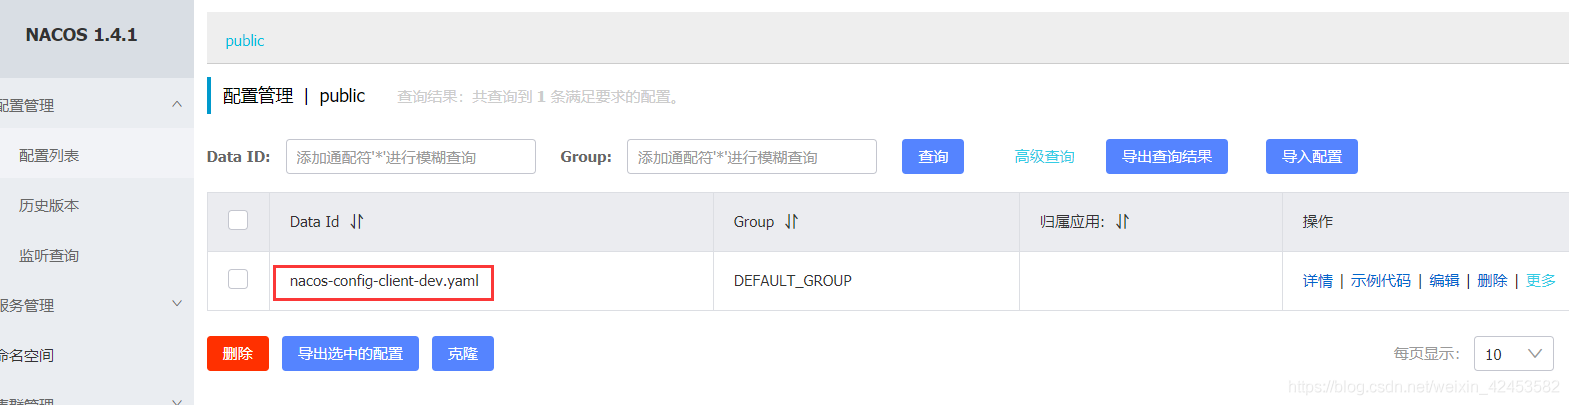 NACOS 1.4.1
public
配置管理
配置管理 | public 查询结果：共查询到 1 条满足要求的配置。
配置列表
Data ID: 添加通配符'*'进行模糊查询 Group: 添加通配符'*'进行模糊查询 查询 高级查询 导出查询结果 导入配置
历史版本
Data Id Group 归属应用: 操作
监听查询
nacos-config-client-dev.yaml DEFAULT_GROUP 详情 | 示例代码 | 编辑 | 删除 | 更多
服务管理
命名空间
删除 导出选中的配置 克隆 每页显示: 10
https://blog.csdn.net/weixin_42453582
集群管理